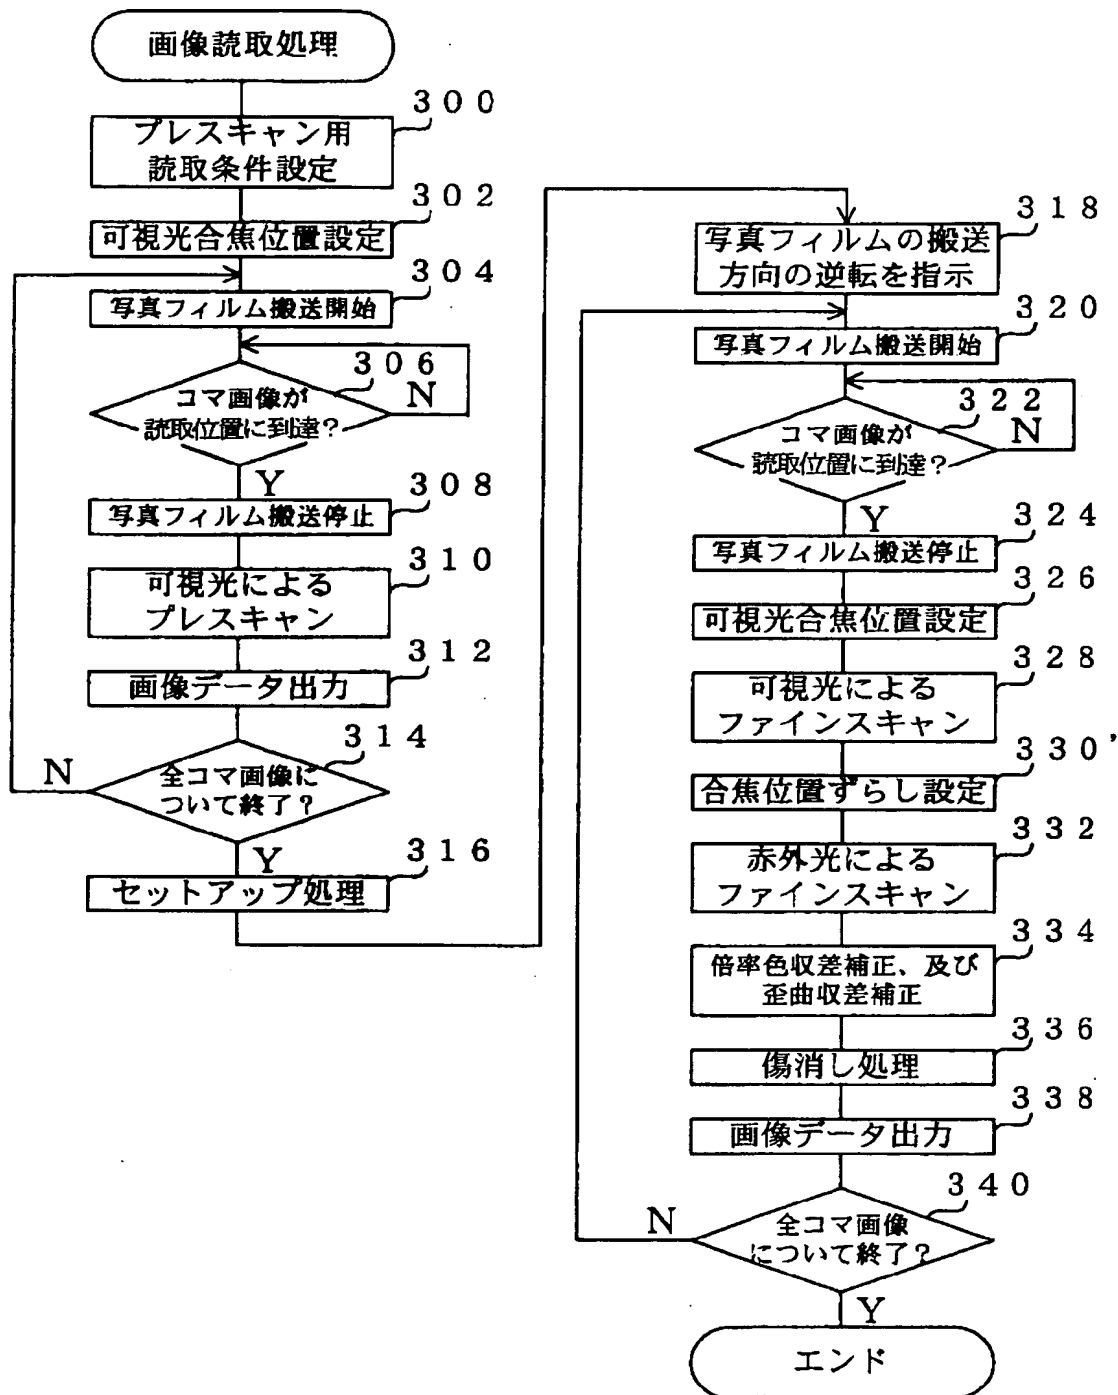 画像読取処理
３００
プレスキャン用
読取条件設定
３０２
可視光合焦位置設定
３０４
写真フィルム搬送開始
３０６
コマ画像が
読取位置に到達？
N
Y
３０８
写真フィルム搬送停止
３１０
可視光による
プレスキャン
３１２
画像データ出力
３１４
全コマ画像に
ついて終了？
N
Y
３１６
セットアップ処理
３１８
写真フィルムの搬送
方向の逆転を指示
３２０
写真フィルム搬送開始
３２２
コマ画像が
読取位置に到達？
N
Y
３２４
写真フィルム搬送停止
３２６
可視光合焦位置設定
３２８
可視光による
ファインスキャン
３３０’
合焦位置ずらし設定
３３２
赤外光による
ファインスキャン
３３４
倍率色収差補正、及び
歪曲収差補正
３３６
傷消し処理
３３８
画像データ出力
３４０
全コマ画像
について終了？
N
Y
エンド